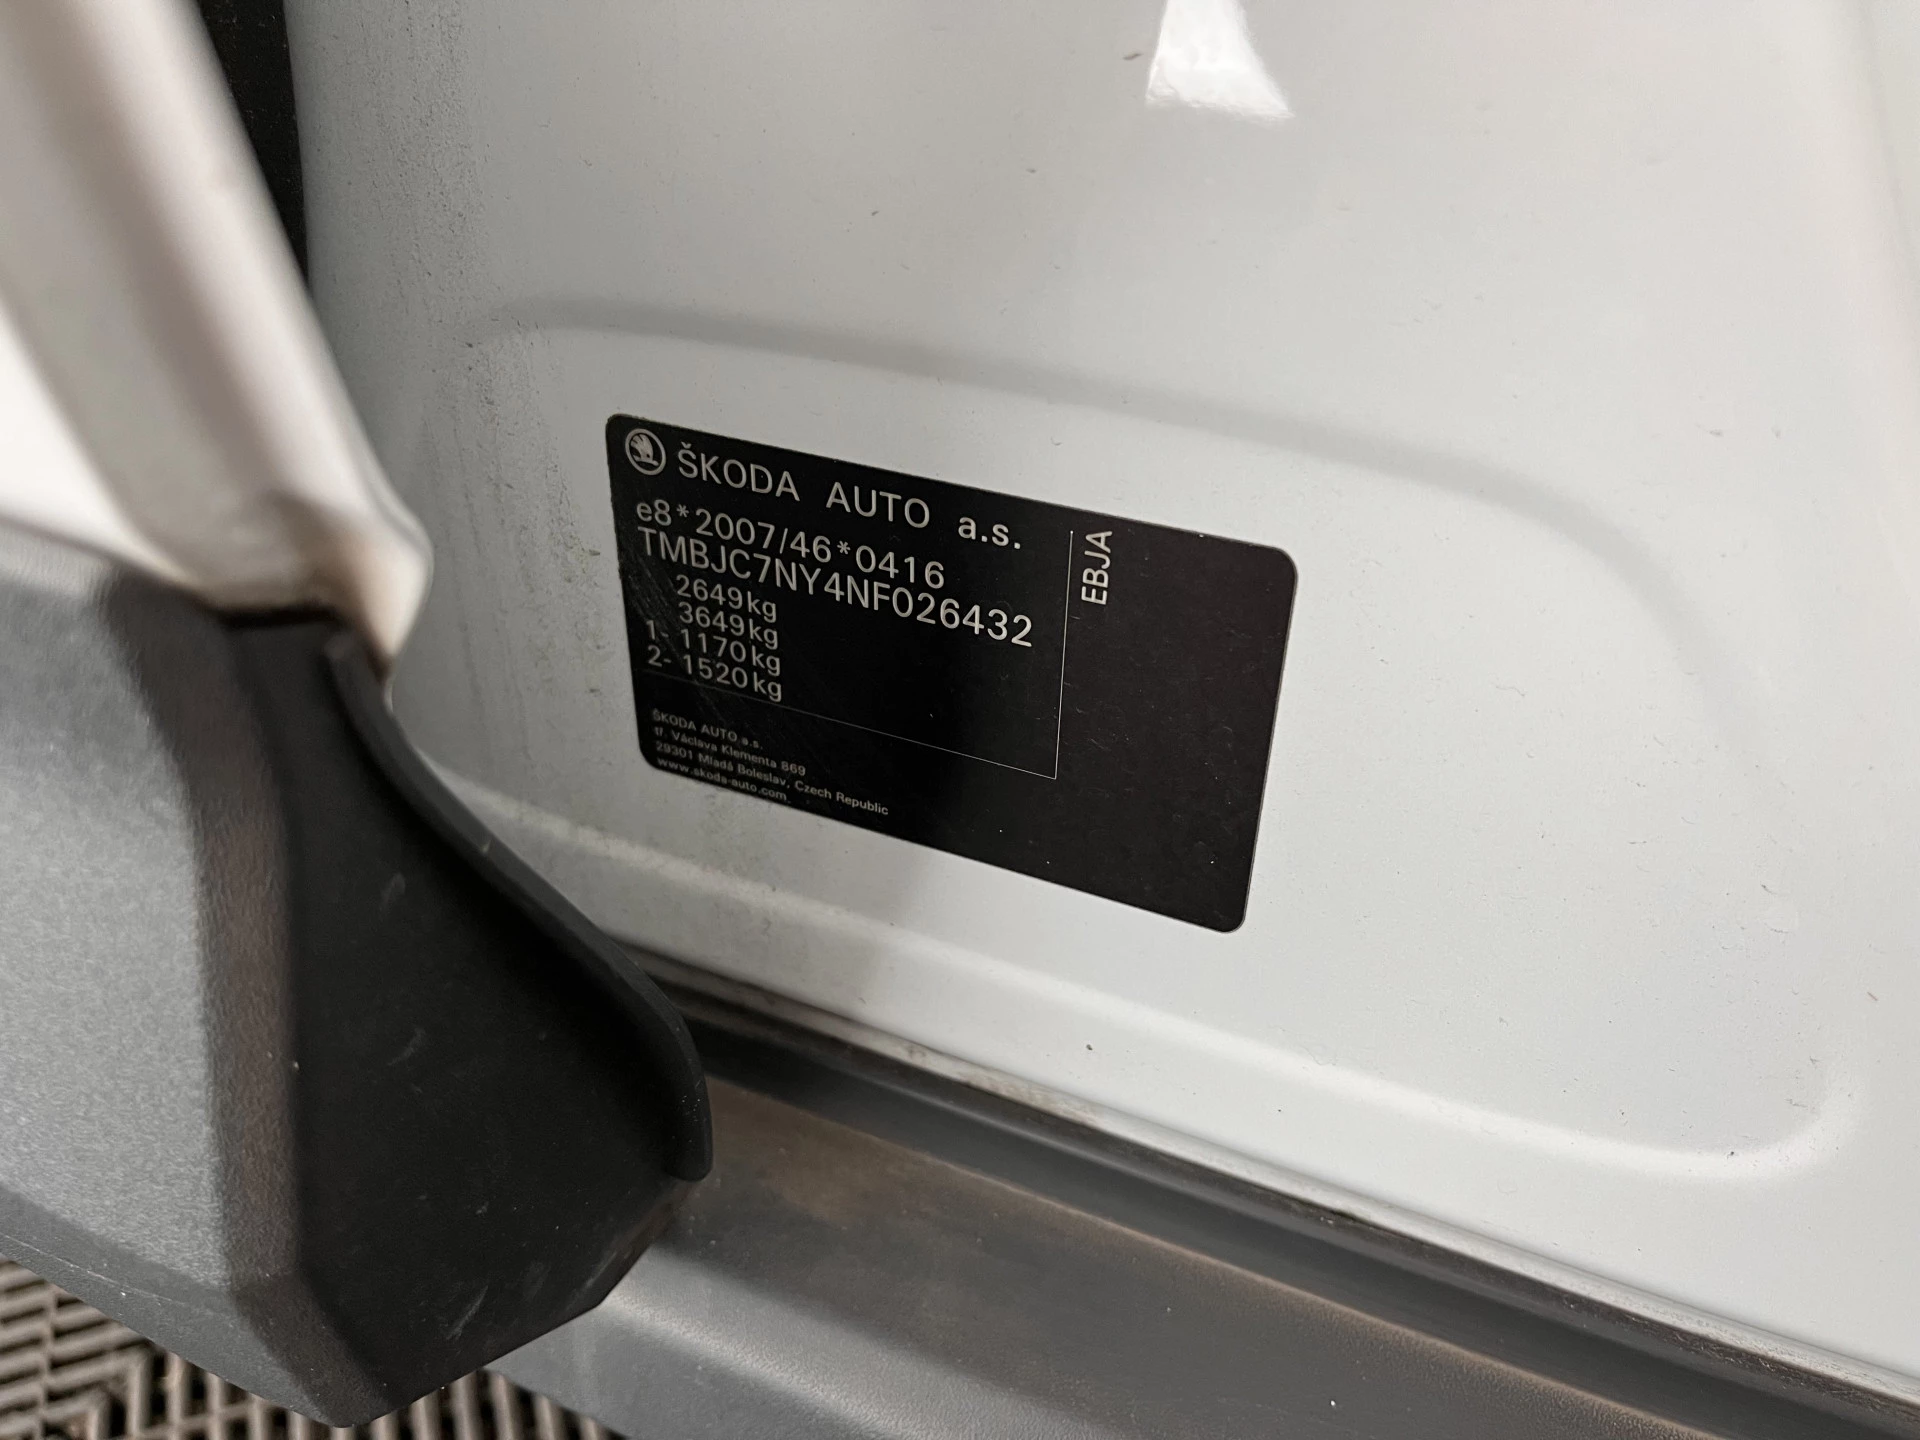 ŠKODA AUTO a.s.
e8*2007/46*0416
TMBJC7NY4NF026432
2649kg
3649kg
1- 1170kg
2- 1520kg
EBJA
ŠKODA AUTO a.s.
tř. Václava Klementa 869
29301 Mladá Boleslav, Czech Republic
www.skoda-auto.com